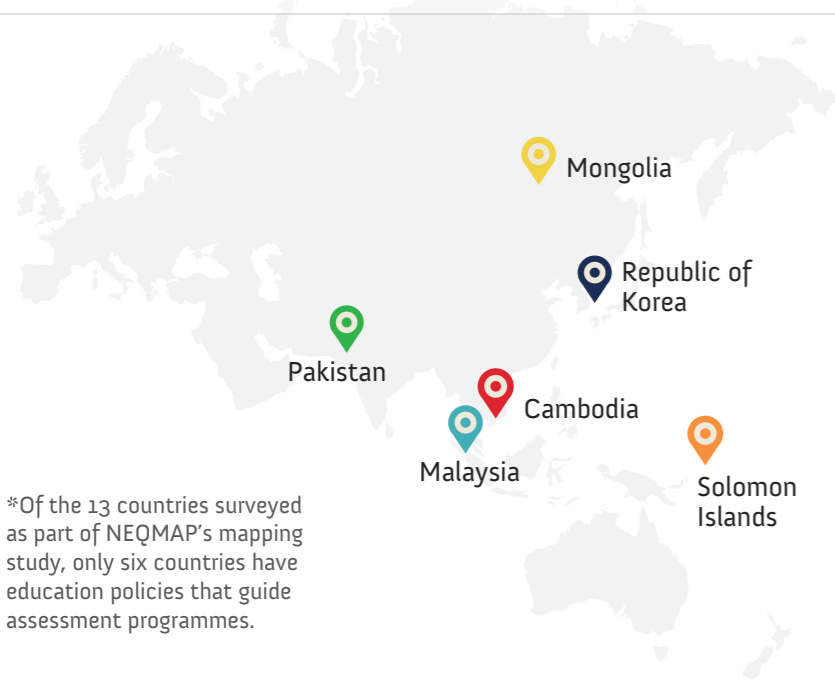 Mongolia
Republic of
Korea
Pakistan
Cambodia
Malaysia
Solomon
Islands
*Of the 13 countries surveyed
as part of NEQMAP's mapping
study, only six countries have
education policies that guide
assessment programmes.